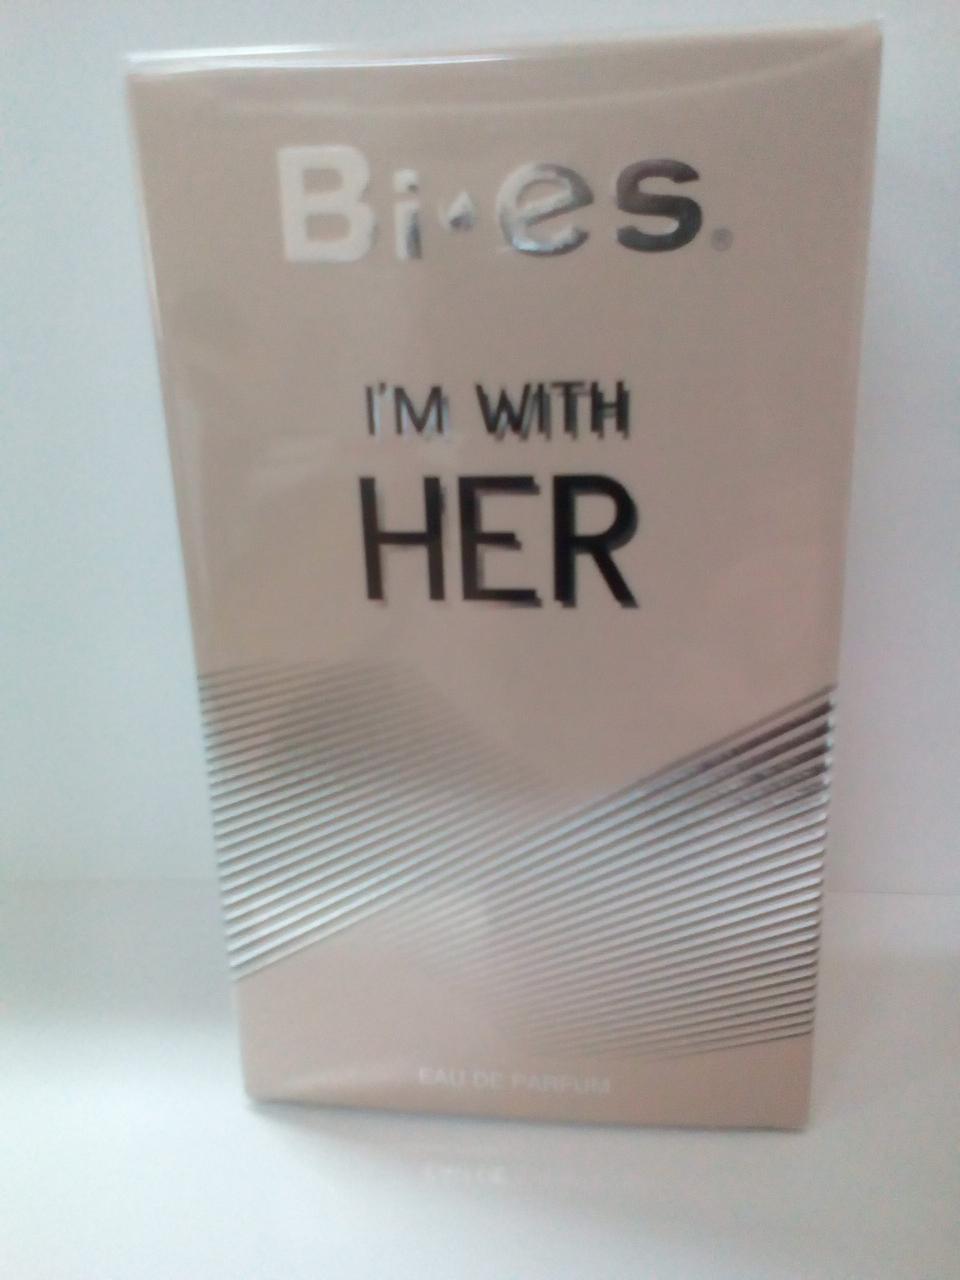 Bi·es®
I'M WITH
HER
EAU DE PARFUM